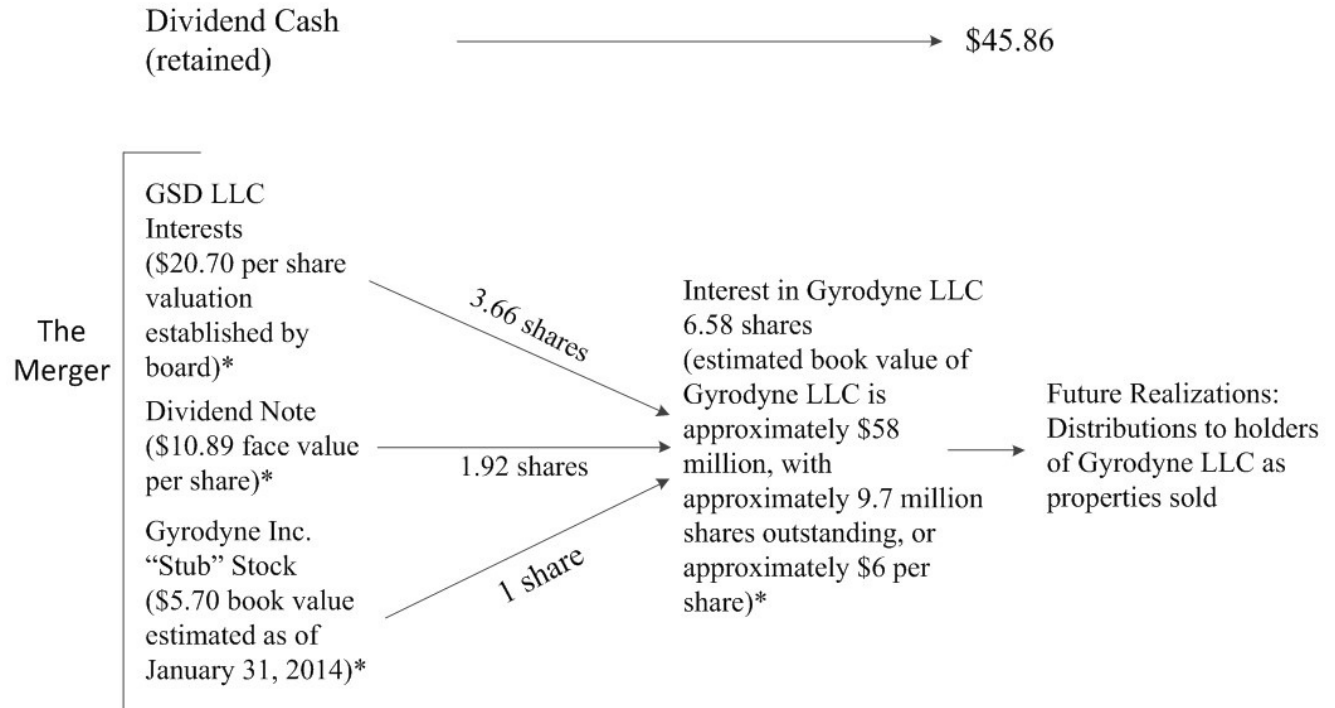 Dividend Cash
(retained)
$45.86
The
Merger
GSD LLC
Interests
($20.70 per share
valuation
established by
board)*
3.66 shares
Dividend Note
($10.89 face value
per share)*
1.92 shares
Gyrodyne Inc.
“Stub” Stock
($5.70 book value
estimated as of
January 31, 2014)*
1 share
Interest in Gyrodyne LLC
6.58 shares
(estimated book value of
Gyrodyne LLC is
approximately $58
million, with
approximately 9.7 million
shares outstanding, or
approximately $6 per
share)*
Future Realizations:
Distributions to holders
of Gyrodyne LLC as
properties sold